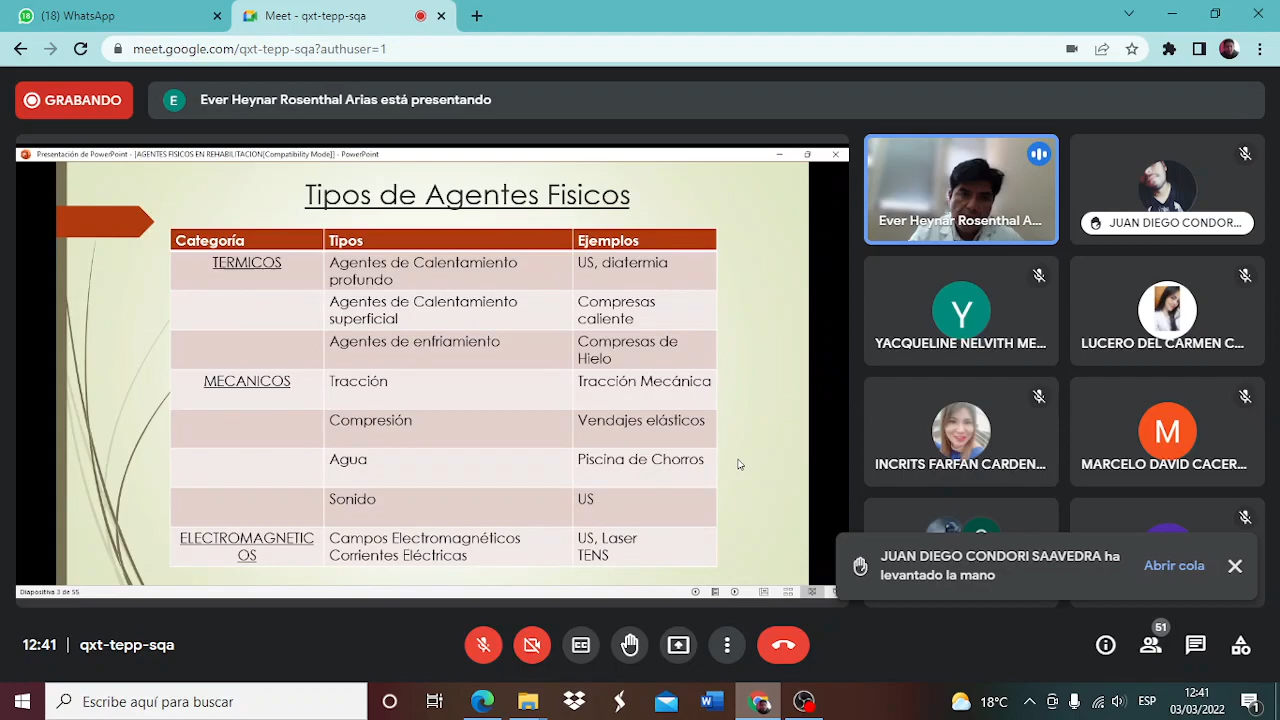 (18) WhatsApp
Meet - qxt-tepp-sqa
meet.google.com/qxt-tepp-sqa?authuser=1
GRABANDO
E
Ever Heynar Rosenthal Arias está presentando
Presentación de PowerPoint - [AGENTES FISICOS EN REHABILITACION[Compatibility Mode]] - PowerPoint
Tipos de Agentes Fisicos
Categoría Tipos Ejemplos
TERMICOS Agentes de Calentamiento profundo US, diatermia
Agentes de Calentamiento superficial Compresas caliente
Agentes de enfriamiento Compresas de Hielo
MECANICOS Tracción Tracción Mecánica
Compresión Vendajes elásticos
Agua Piscina de Chorros
Sonido US
ELECTROMAGNETICOS Campos Electromagnéticos US, Laser
Corrientes Eléctricas TENS
Diapositiva 3 de 55
Ever Heynar Rosenthal A...
JUAN DIEGO CONDOR...
Y
YACQUELINE NELVITH ME...
LUCERO DEL CARMEN C...
INCRITS FARFAN CARDEN...
M
MARCELO DAVID CACER...
JUAN DIEGO CONDORI SAAVEDRA ha
levantado la mano
Abrir cola
12:41 | qxt-tepp-sqa
51
Escribe aquí para buscar
18°C
ESP
12:41
03/03/2022
1